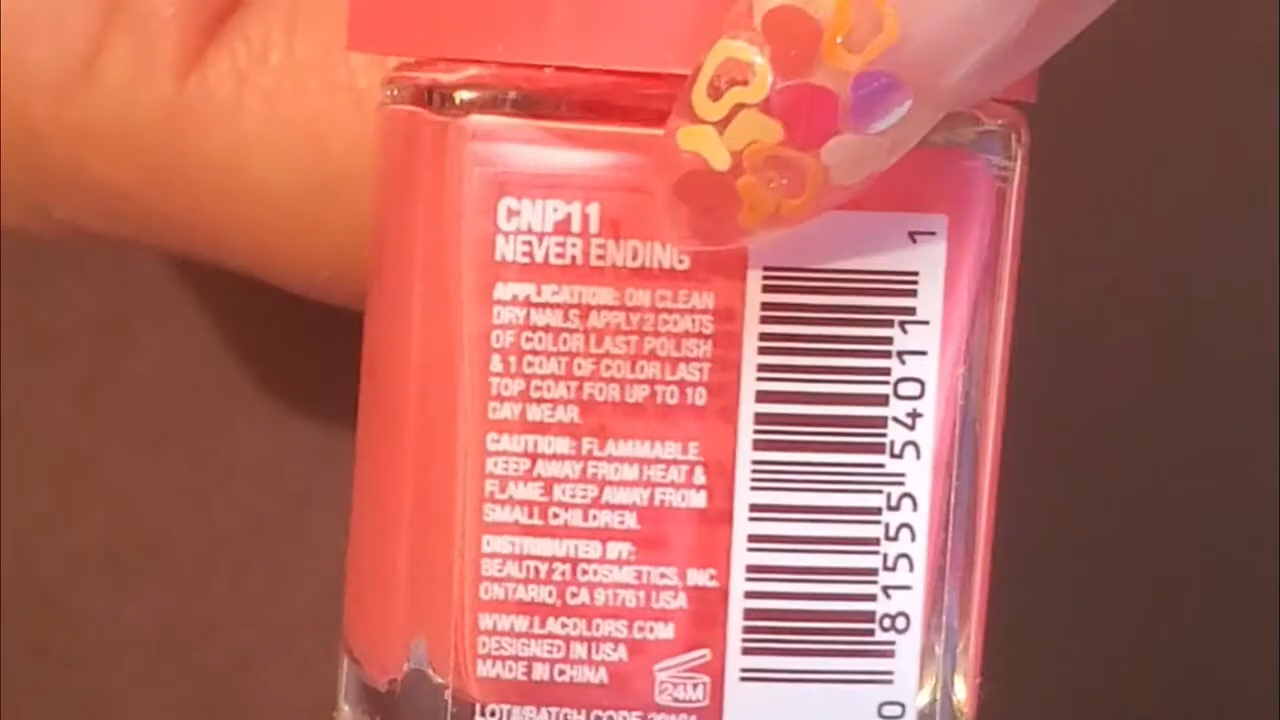 CNP11
NEVER ENDING
APPLICATION: ON CLEAN
DRY NAILS, APPLY 2 COATS
OF COLOR LAST POLISH
& 1 COAT OF COLOR LAST
TOP COAT FOR UP TO 10
DAY WEAR.
CAUTION: FLAMMABLE.
KEEP AWAY FROM HEAT &
FLAME. KEEP AWAY FROM
SMALL CHILDREN.
DISTRIBUTED BY:
BEAUTY 21 COSMETICS, INC.
ONTARIO, CA 91761 USA
WWW.LACOLORS.COM
DESIGNED IN USA
MADE IN CHINA
24M
LOT#/BATCH CODE
0 81555 54011 1